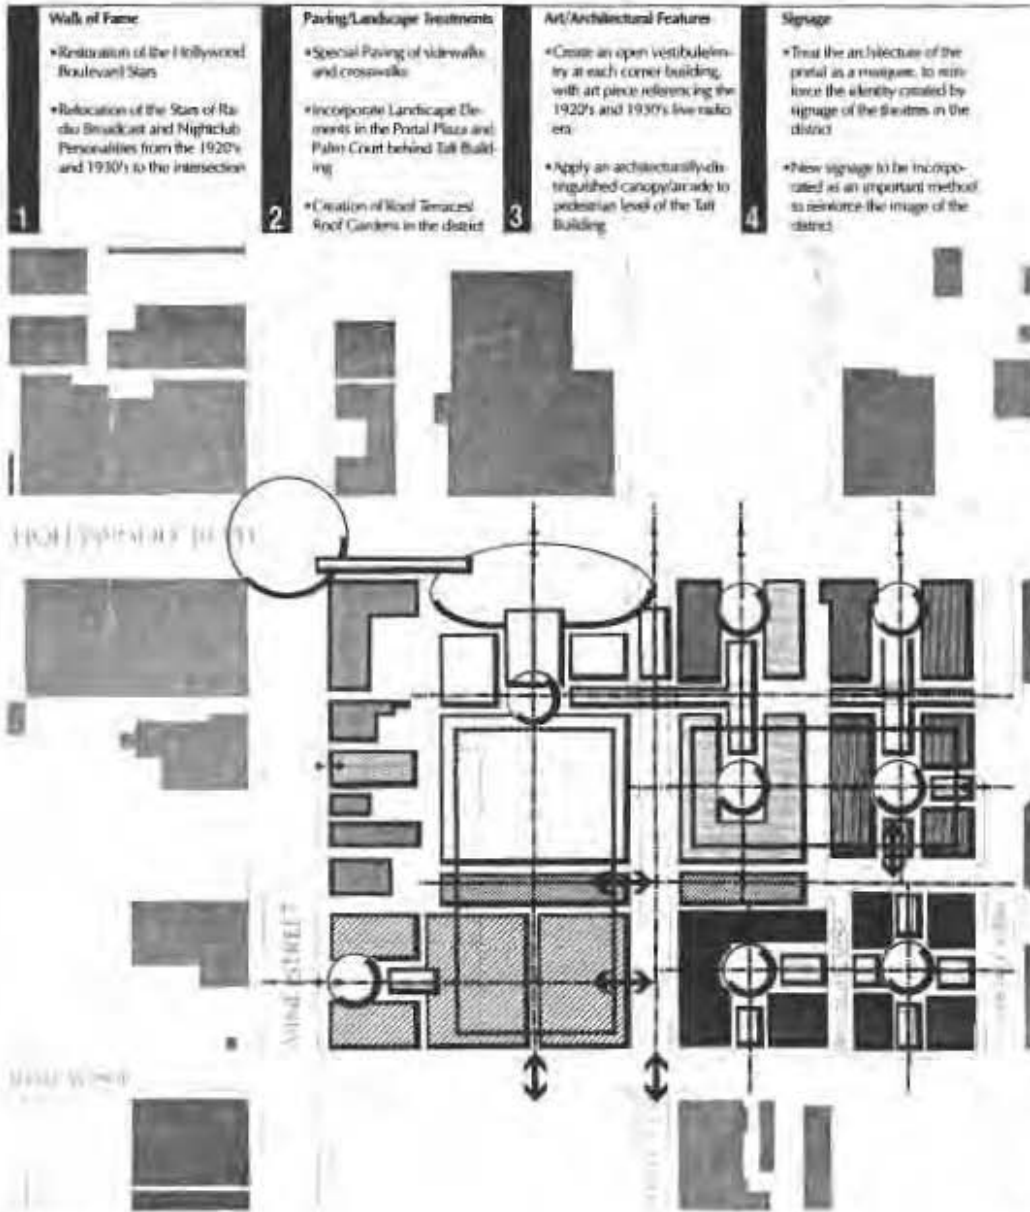 1
Walk of Fame
•Restoration of the Hollywood
Boulevard Stars
•Relocation of the Stars of Ra-
dio Broadcast and Nightclub
Personalities from the 1920's
and 1930's to the intersection
2
Paving/Landscape Treatments
•Special Paving of sidewalks
and crosswalks
•Incorporate Landscape Ele-
ments in the Portal Plaza and
Palm Court behind Taft Build-
ing
•Creation of Roof Terraces/
Roof Gardens in the district
3
Art/Architectural Features
•Create an open vestibule/en-
try at each corner building,
with art piece referencing the
1920's and 1930's live radio
era
•Apply an architecturally-dis-
tinguished canopy/arcade to
pedestrian level of the Taft
Building
4
Signage
•Treat the architecture of the
portal as a marquee, to rein-
force the identity created by
signage of the theatres in the
district
•New signage to be incorpo-
rated as an important method
to reinforce the image of the
district
HOLLYWOOD BLVD
VINE STREET